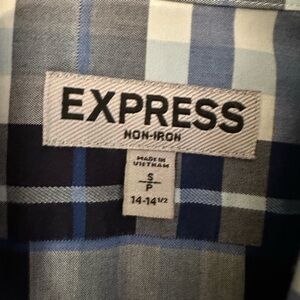 EXPRESS
NON-IRON
MADE IN
VIETNAM
S
P
14-14 1/2